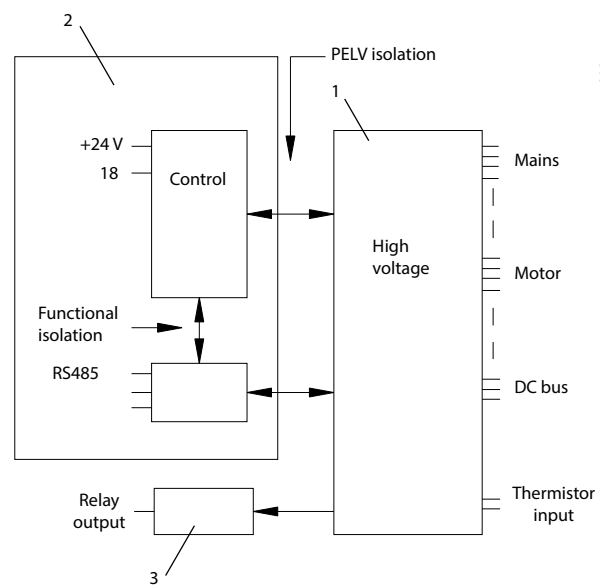 2
PELV isolation
1
+24 V
18
Control
Mains
High
voltage
Motor
Functional
isolation
RS485
DC bus
Relay
output
Thermistor
input
3